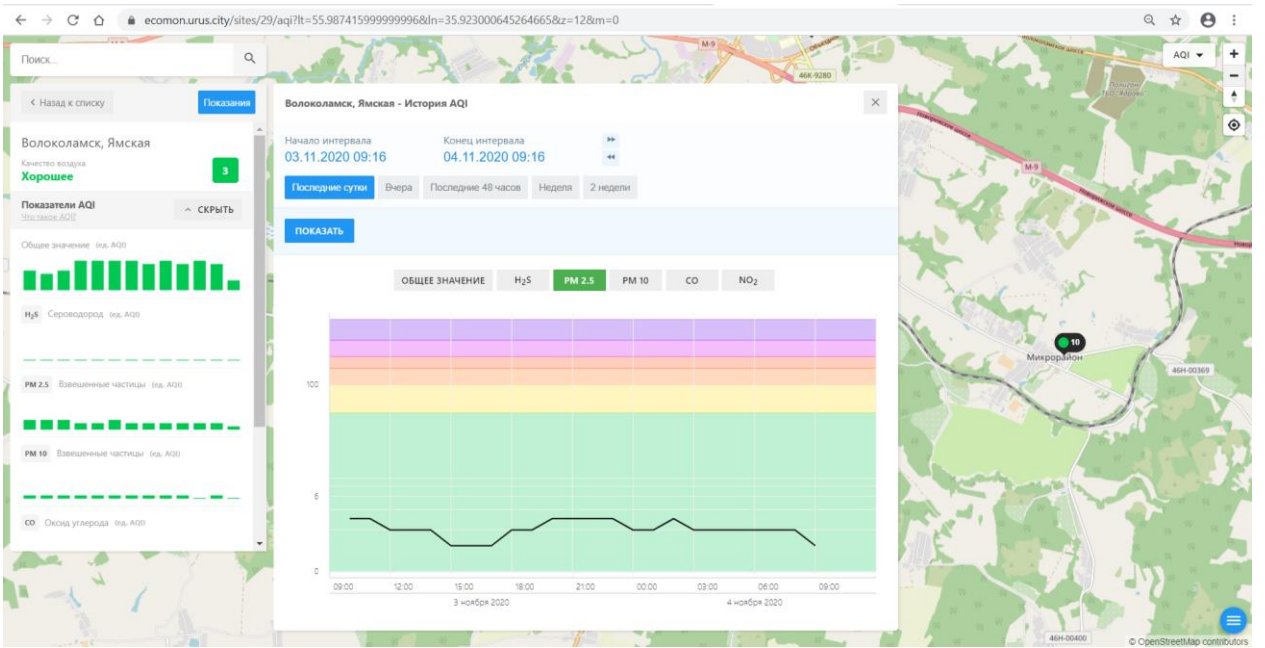 ecomon.urus.city/sites/29/aqi?lt=55.987415999999996&ln=35.923000645264665&z=12&m=0
Поиск...
М-9
46К-9280
AQI
< Назад к списку
Показания
Волоколамск, Ямская - История AQI
Волоколамск, Ямская
Качество воздуха
Хорошее
3
Начало интервала
Конец интервала
03.11.2020 09:16
04.11.2020 09:16
Последние сутки
Вчера
Последние 48 часов
Неделя
2 недели
Показатели AQI
Что такое AQI?
СКРЫТЬ
ПОКАЗАТЬ
Общее значение (ед. AQI)
ОБЩЕЕ ЗНАЧЕНИЕ
H₂S
PM 2.5
PM 10
CO
NO₂
H₂S Сероводород (ед. AQI)
PM 2.5 Взвешенные частицы (ед. AQI)
PM 10 Взвешенные частицы (ед. AQI)
CO Оксид углерода (ед. AQI)
100
6
0
09:00 12:00 15:00 18:00 21:00 00:00 03:00 06:00 09:00
3 ноября 2020
4 ноября 2020
М-9
Новорижское шоссе
10
Микрорайон
46Н-00369
46Н-00400
© OpenStreetMap contributors